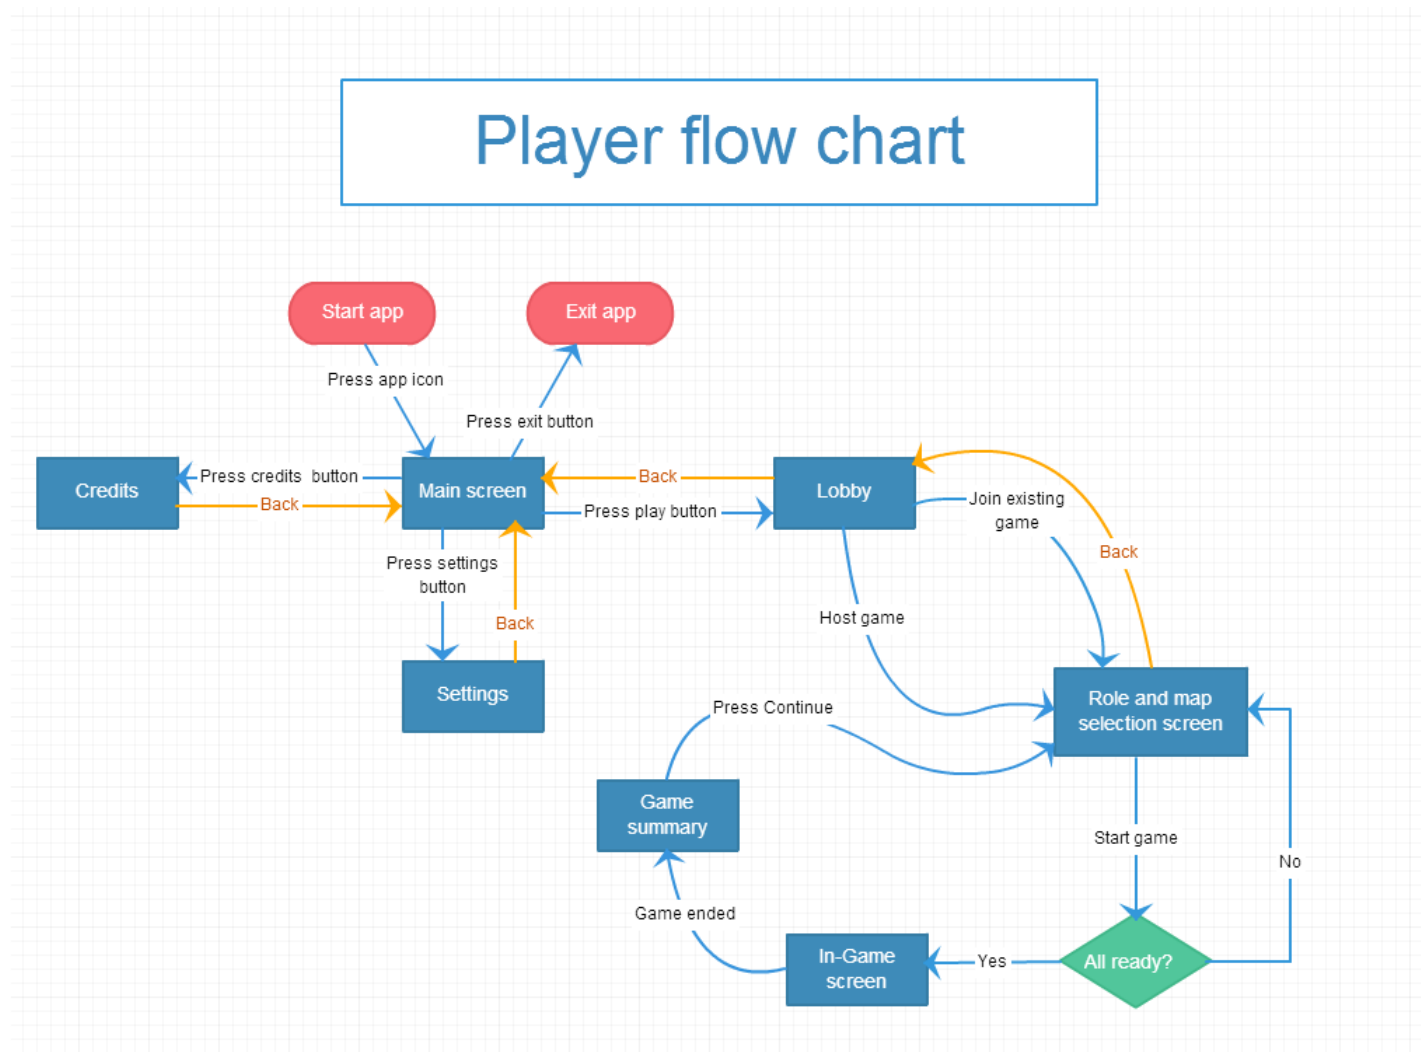 Player flow chart
Start app
Exit app
Press app icon
Press exit button
Credits
Press credits  button
Back
Main screen
Back
Press play button
Lobby
Join existing
game
Back
Press settings
button
Back
Host game
Settings
Role and map
selection screen
Press Continue
Game
summary
Start game
No
Game ended
In-Game
screen
Yes
All ready?